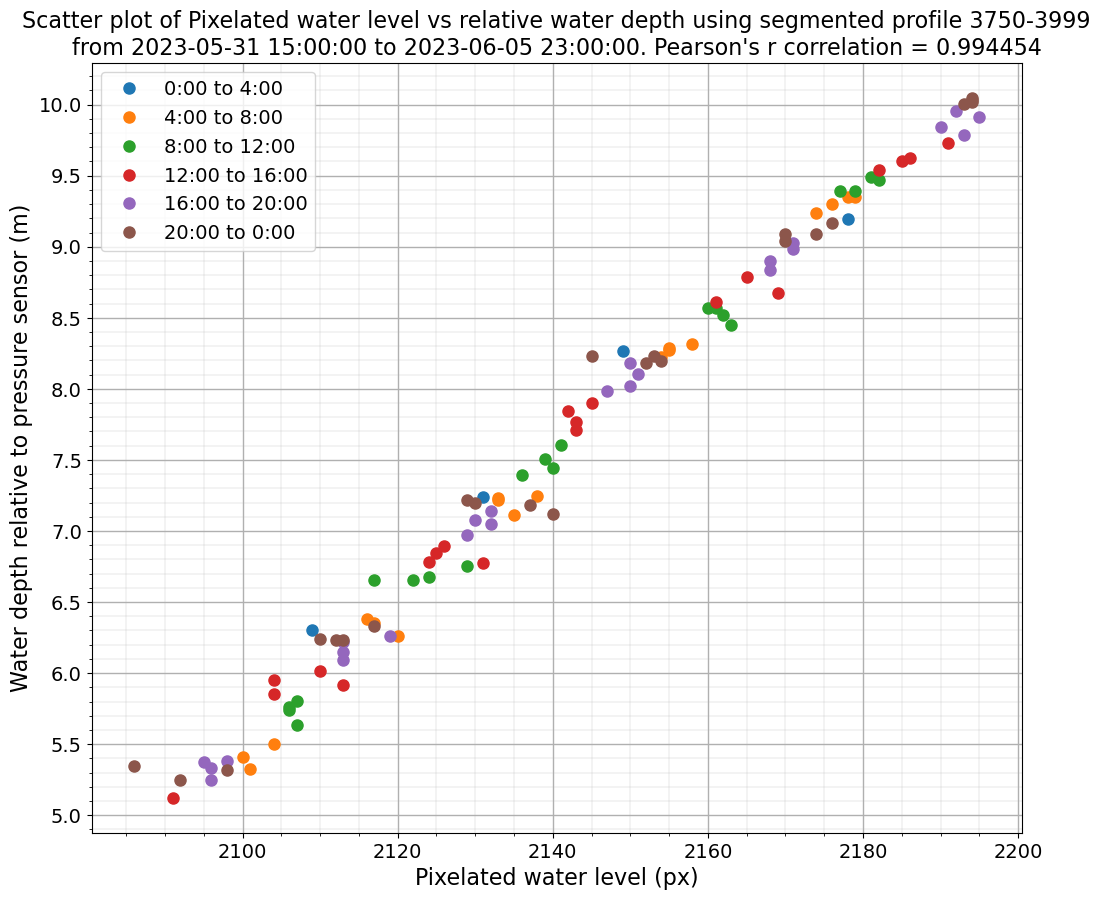 Scatter plot of Pixelated water level vs relative water depth using segmented profile 3750-3999
from 2023-05-31 15:00:00 to 2023-06-05 23:00:00. Pearson's r correlation = 0.994454
0:00 to 4:00
4:00 to 8:00
8:00 to 12:00
12:00 to 16:00
16:00 to 20:00
20:00 to 0:00
Water depth relative to pressure sensor (m)
10.0
9.5
9.0
8.5
8.0
7.5
7.0
6.5
6.0
5.5
5.0
2100 2120 2140 2160 2180 2200
Pixelated water level (px)